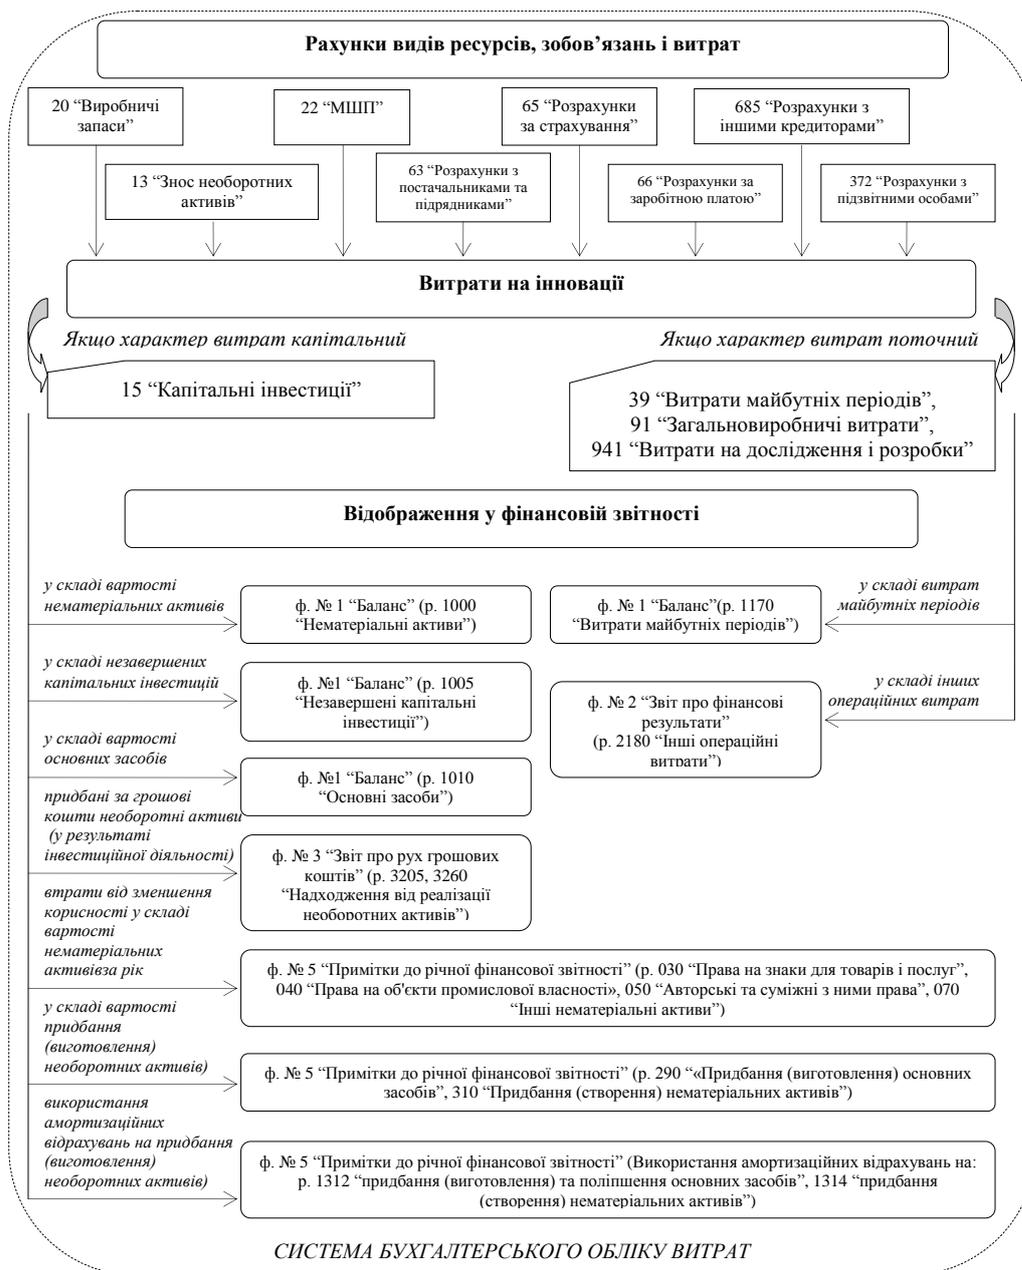 Рахунки видів ресурсів, зобов’язань і витрат
20 “Виробничі
запаси”
22 “МШП”
65 “Розрахунки
за страхування”
685 “Розрахунки з
іншими кредиторами”
13 “Знос необоротних
активів”
63 “Розрахунки з
постачальниками та
підрядниками”
66 “Розрахунки за
заробітною платою”
372 “Розрахунки з
підзвітними особами”
Витрати на інновації
Якщо характер витрат капітальний
Якщо характер витрат поточний
15 “Капітальні інвестиції”
39 “Витрати майбутніх періодів”,
91 “Загальновиробничі витрати”,
941 “Витрати на дослідження і розробки”
Відображення у фінансовій звітності
у складі вартості
нематеріальних активів
ф. № 1 “Баланс” (р. 1000
“Нематеріальні активи”)
ф. № 1 “Баланс”(р. 1170
“Витрати майбутніх періодів”)
у складі витрат
майбутніх періодів
у складі незавершених
капітальних інвестицій
ф. №1 “Баланс” (р. 1005
“Незавершені капітальні
інвестиції”)
ф. № 2 “Звіт про фінансові
результати”
(р. 2180 “Інші операційні
витрати”)
у складі інших
операційних витрат
у складі вартості
основних засобів
ф. №1 “Баланс” (р. 1010
“Основні засоби”)
придбані за грошові
кошти необоротні активи
(у результаті
інвестиційної діяльності)
ф. № 3 “Звіт про рух грошових
коштів” (р. 3205, 3260
“Надходження від реалізації
необоротних активів”)
втрати від зменшення
корисності у складі
вартості
нематеріальних
активівза рік
ф. № 5 “Примітки до річної фінансової звітності” (р. 030 “Права на знаки для товарів і послуг”,
040 “Права на об'єкти промислової власності», 050 “Авторські та суміжні з ними права”, 070
“Інші нематеріальні активи”)
у складі вартості
придбання
(виготовлення)
необоротних активів)
ф. № 5 “Примітки до річної фінансової звітності” (р. 290 “«Придбання (виготовлення) основних
засобів”, 310 “Придбання (створення) нематеріальних активів”)
використання
амортизаційних
відрахувань на придбання
(виготовлення)
необоротних активів)
ф. № 5 “Примітки до річної фінансової звітності” (Використання амортизаційних відрахувань на:
р. 1312 “придбання (виготовлення) та поліпшення основних засобів”, 1314 “придбання
(створення) нематеріальних активів”)
СИСТЕМА БУХГАЛТЕРСЬКОГО ОБЛІКУ ВИТРАТ